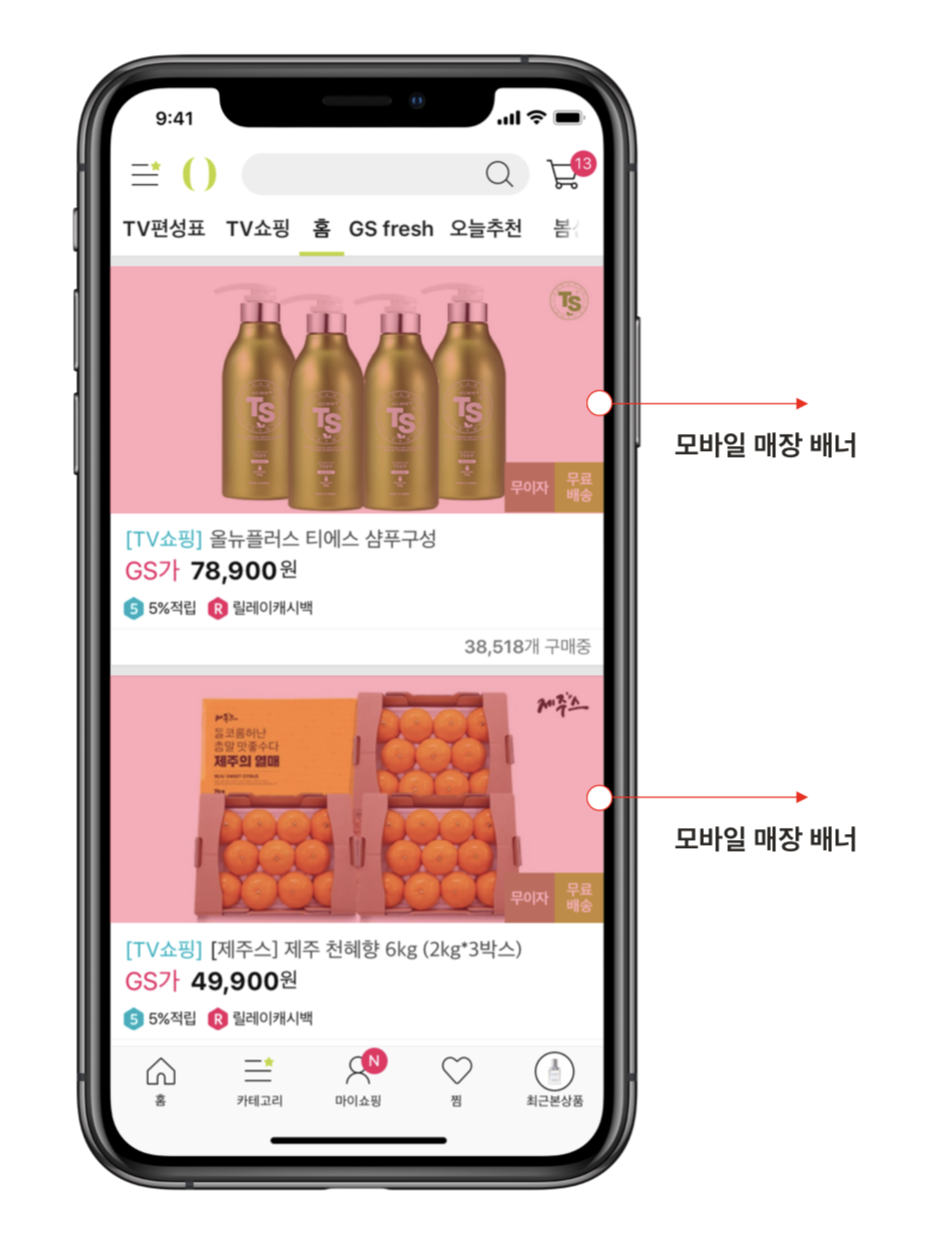 9:41
13
TV편성표 TV쇼핑 홈 GS fresh 오늘추천 봄
TS
TS TS TS TS
무이자 무료
배송
[TV쇼핑] 올뉴플러스 티에스 샴푸구성
GS가 78,900원
5 5%적립 R 릴레이캐시백
38,518개 구매중
모바일 매장 배너
제주스
제주스
달코롬허난
촘말 맛좋수다
제주의 열매
무이자 무료
배송
[TV쇼핑] [제주스] 제주 천혜향 6kg (2kg*3박스)
GS가 49,900원
5 5%적립 R 릴레이캐시백
모바일 매장 배너
N
홈 카테고리 마이쇼핑 찜 최근본상품